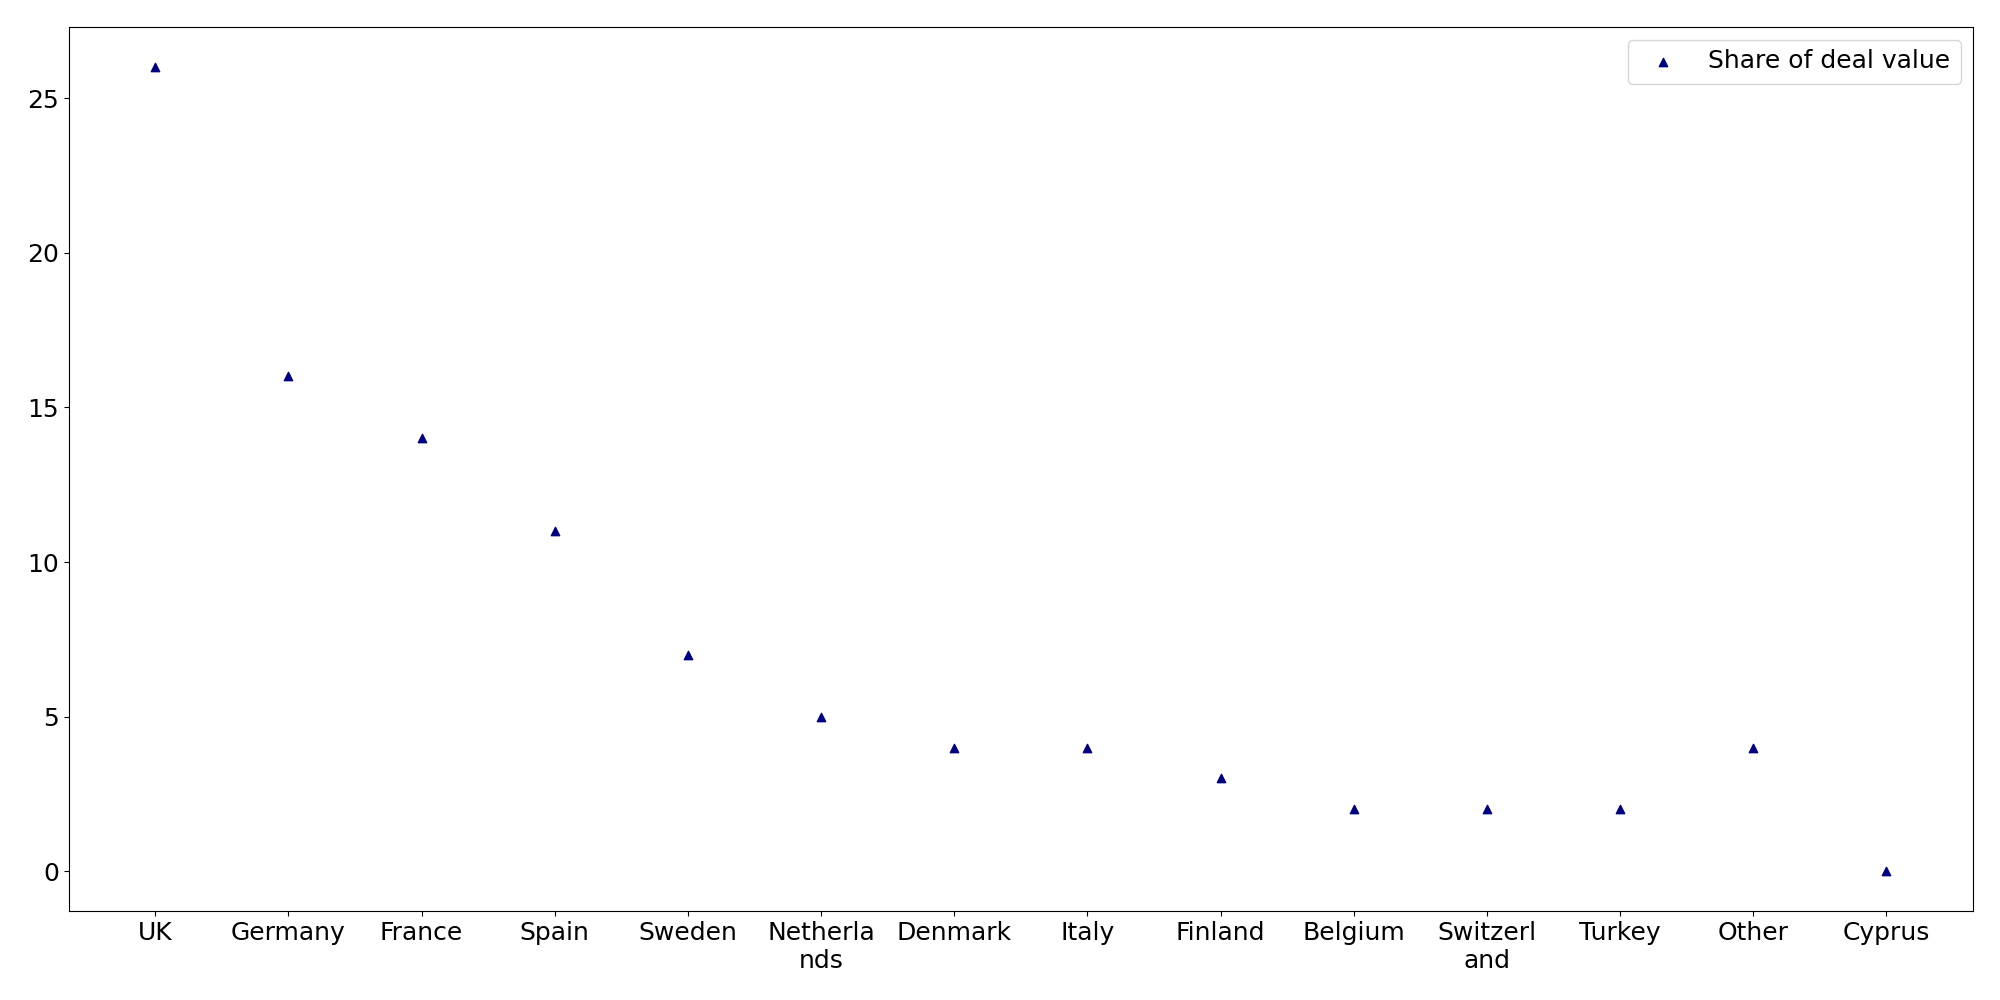 Share of deal value
25
20
15
10
5
0
UK
Germany
France
Spain
Sweden
Netherla
nds
Denmark
Italy
Finland
Belgium
Switzerl
and
Turkey
Other
Cyprus